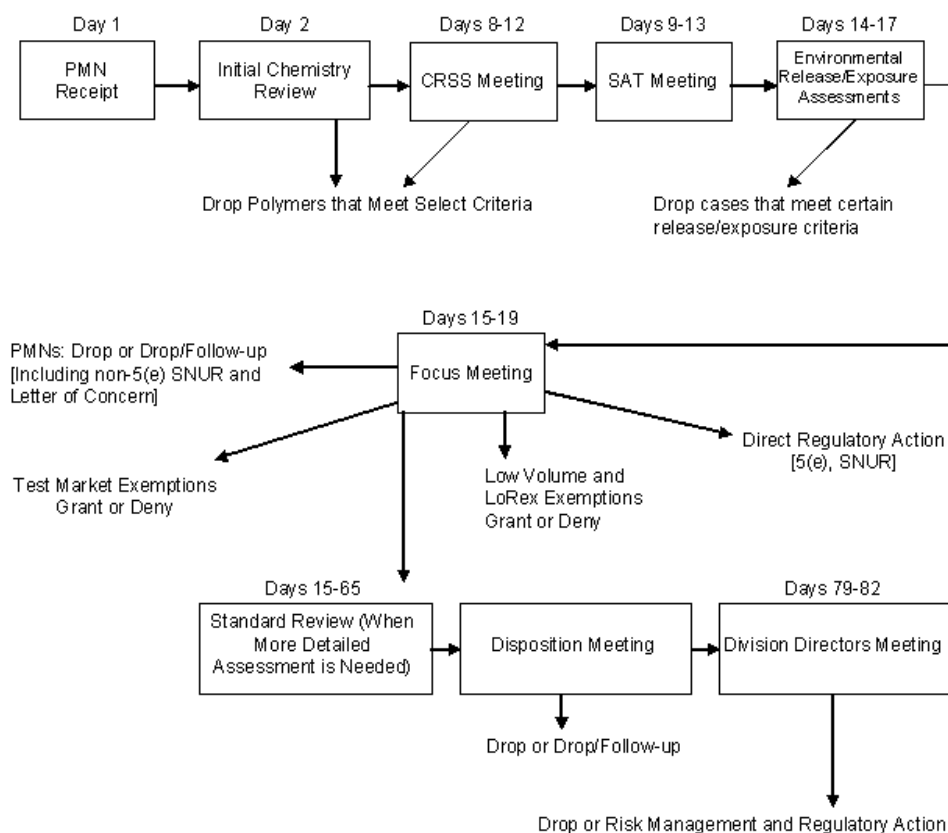 Day 1
Day 2
Days 8-12
Days 9-13
Days 14-17
PMN
Receipt
Initial Chemistry
Review
CRSS Meeting
SAT Meeting
Environmental
Release/Exposure
Assessments
Drop Polymers that Meet Select Criteria
Drop cases that meet certain
release/exposure criteria
Days 15-19
Focus Meeting
PMNs: Drop or Drop/Follow-up
[Including non-5(e) SNUR and
Letter of Concern]
Direct Regulatory Action
[5(e), SNUR]
Test Market Exemptions
Grant or Deny
Low Volume and
LoRex Exemptions
Grant or Deny
Days 15-65
Days 79-82
Standard Review (When
More Detailed
Assessment is Needed)
Disposition Meeting
Division Directors Meeting
Drop or Drop/Follow-up
Drop or Risk Management and Regulatory Action